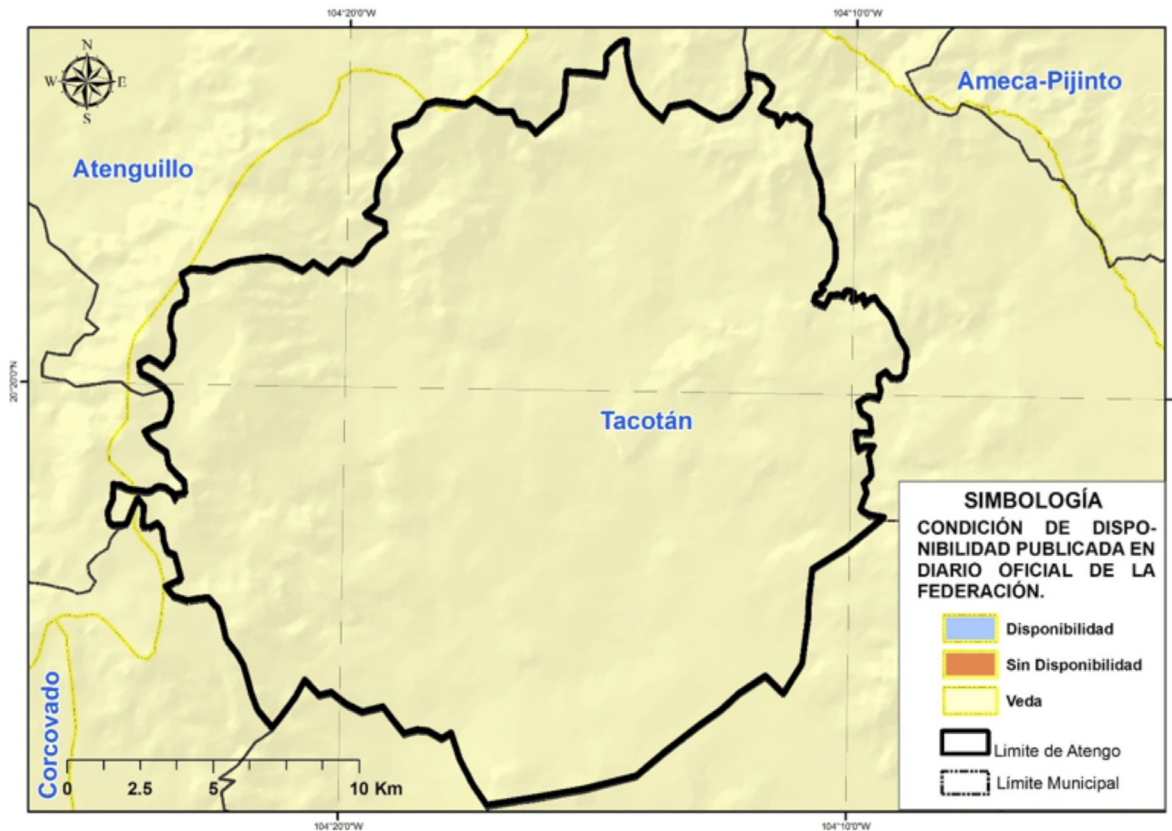 104°20'0"W
104°10'0"W
N
W
E
S
Ameca-Pijinto
Atenguillo
20°20'0"N
Tacotán
Corcovado
0 2.5 5 10 Km
SIMBOLOGÍA
CONDICIÓN DE DISPO-
NIBILIDAD PUBLICADA EN
DIARIO OFICIAL DE LA
FEDERACIÓN.
Disponibilidad
Sin Disponibilidad
Veda
Limite de Atengo
Límite Municipal
104°20'0"W
104°10'0"W